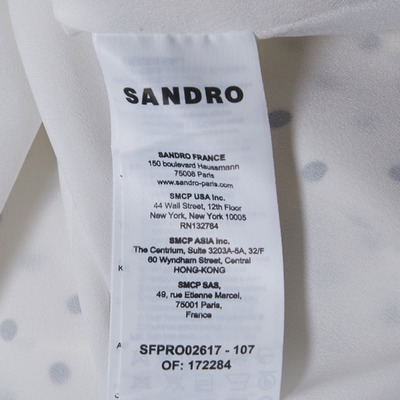 SANDRO
SANDRO FRANCE
150 boulevard Haussmann
75008 Paris
www.sandro-paris.com
SMCP USA Inc.
44 Wall Street, 12th Floor
New York, New York 10005
RN132784
SMCP ASIA Inc.
The Centrium, Suite 3203A-5A, 32/F
60 Wyndham Street, Central
HONG-KONG
SMCP SAS,
49, rue Etienne Marcel,
75001 Paris,
France
SFPRO02617 - 107
OF: 172284